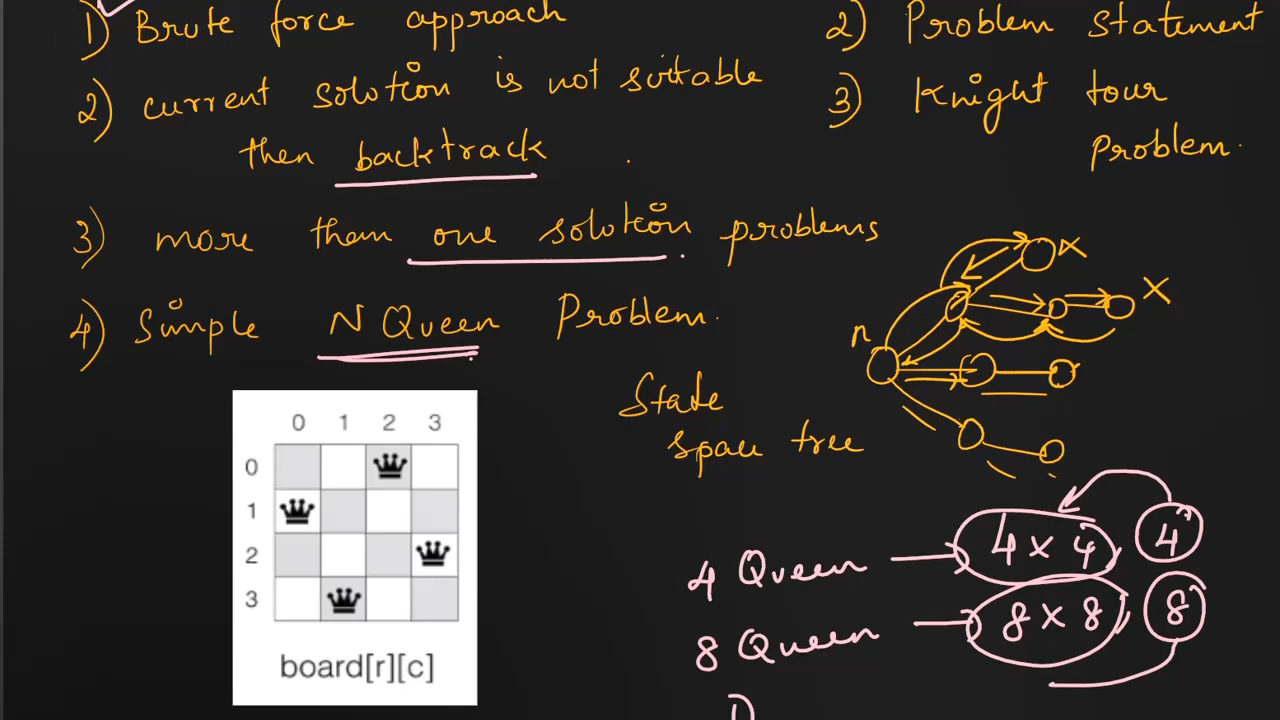 1) Brute force approach
2) current solution is not suitable
then backtrack
3) more them one solution problems
4) Simple N Queen Problem.
2) Problem statement
3) Knight tour
Problem.
n
X
X
State
space tree
0 1 2 3
0
1
2
3
board[r][c]
4 Queen 4 x 4, 4
8 Queen 8 x 8, 8
1)